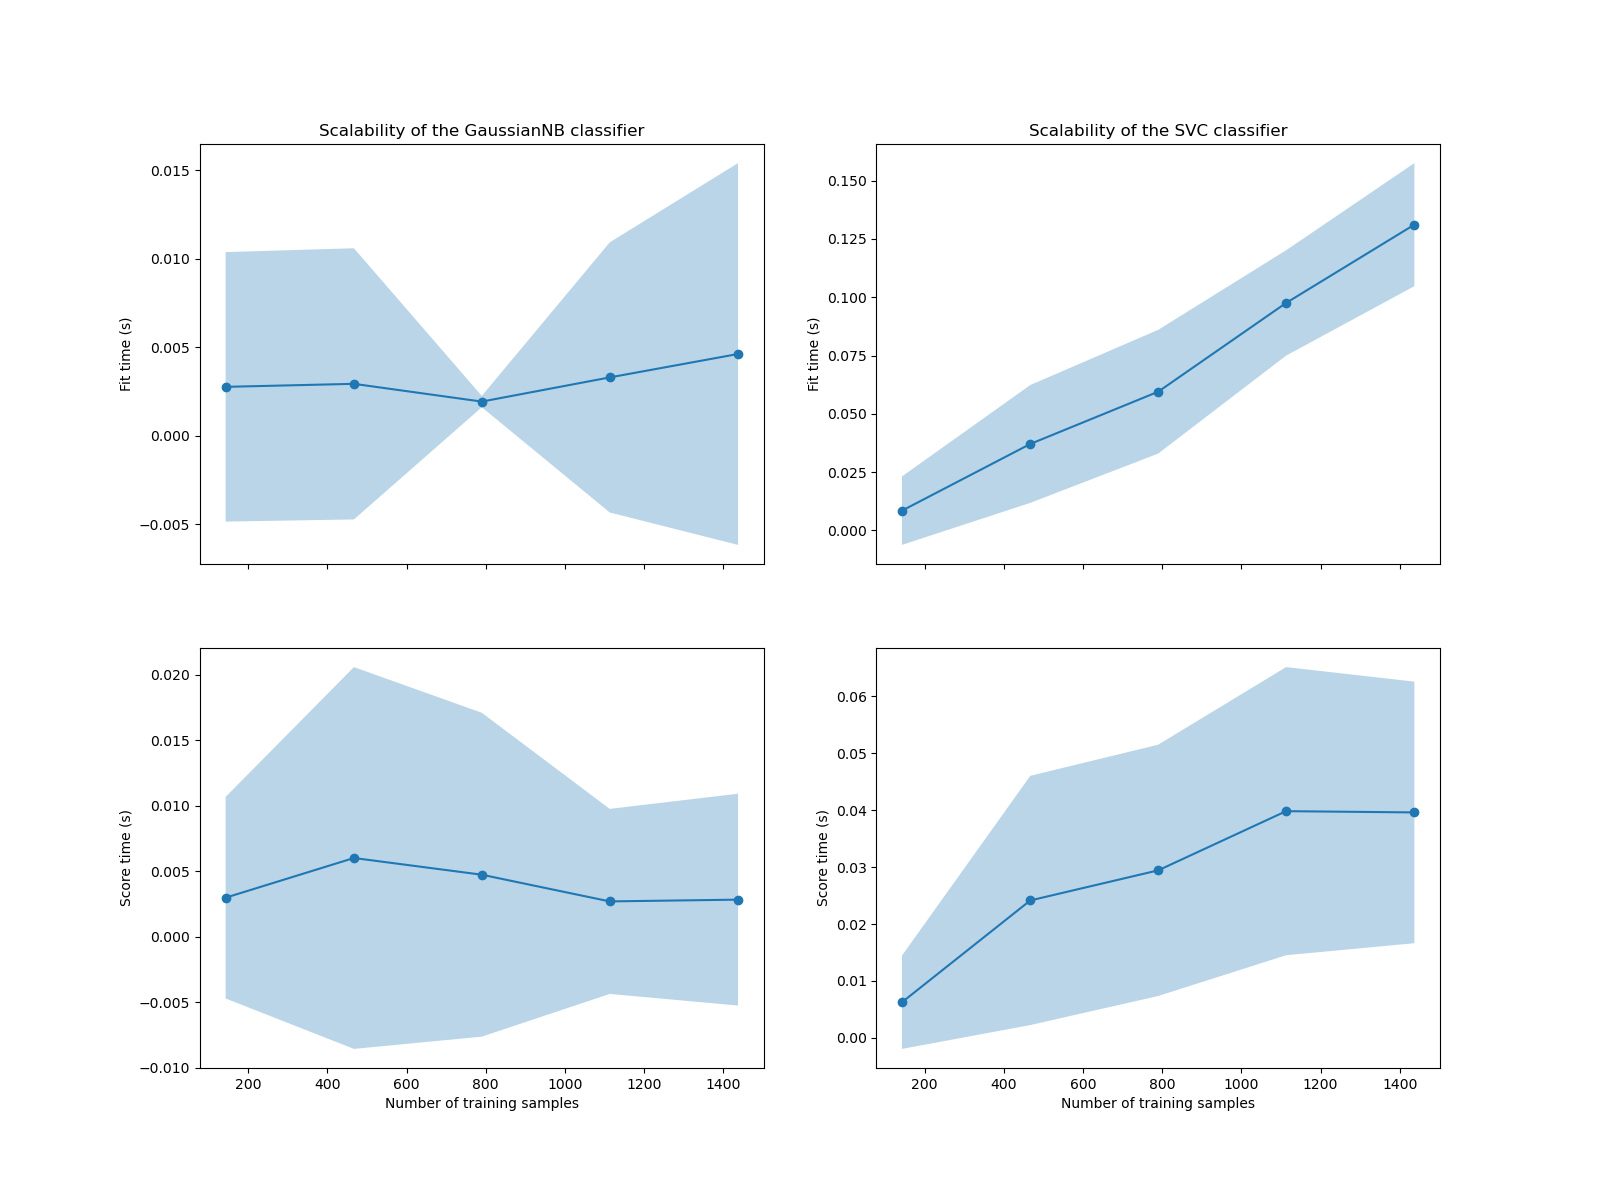 Scalability of the GaussianNB classifier
0.015
0.010
0.005
0.000
−0.005
Fit time (s)
Scalability of the SVC classifier
0.150
0.125
0.100
0.075
0.050
0.025
0.000
Fit time (s)
0.020
0.015
0.010
0.005
0.000
−0.005
−0.010
Score time (s)
200 400 600 800 1000 1200 1400
Number of training samples
0.06
0.05
0.04
0.03
0.02
0.01
0.00
Score time (s)
200 400 600 800 1000 1200 1400
Number of training samples